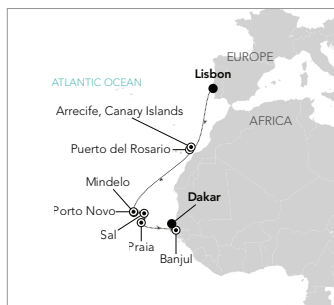 EUROPE
Lisbon
ATLANTIC OCEAN
Arrecife, Canary Islands
AFRICA
Puerto del Rosario
Mindelo
Dakar
Porto Novo
Sal
Praia
Banjul